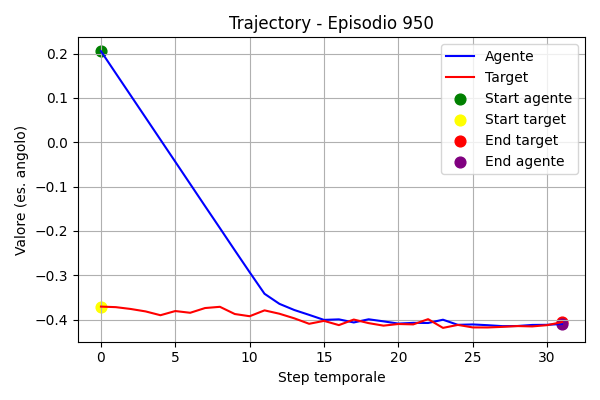 Trajectory - Episodio 950
Agente
Target
Start agente
Start target
End target
End agente
Valore (es. angolo)
0.2
0.1
0.0
−0.1
−0.2
−0.3
−0.4
0 5 10 15 20 25 30
Step temporale